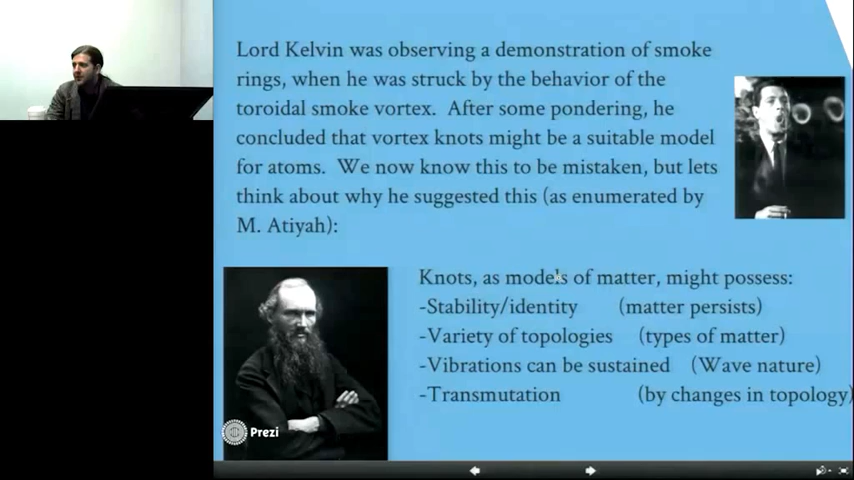 Lord Kelvin was observing a demonstration of smoke
rings, when he was struck by the behavior of the
toroidal smoke vortex.  After some pondering, he
concluded that vortex knots might be a suitable model
for atoms.  We now know this to be mistaken, but lets
think about why he suggested this (as enumerated by
M. Atiyah):
Knots, as models of matter, might possess:
-Stability/identity (matter persists)
-Variety of topologies (types of matter)
-Vibrations can be sustained (Wave nature)
-Transmutation (by changes in topology)
Prezi